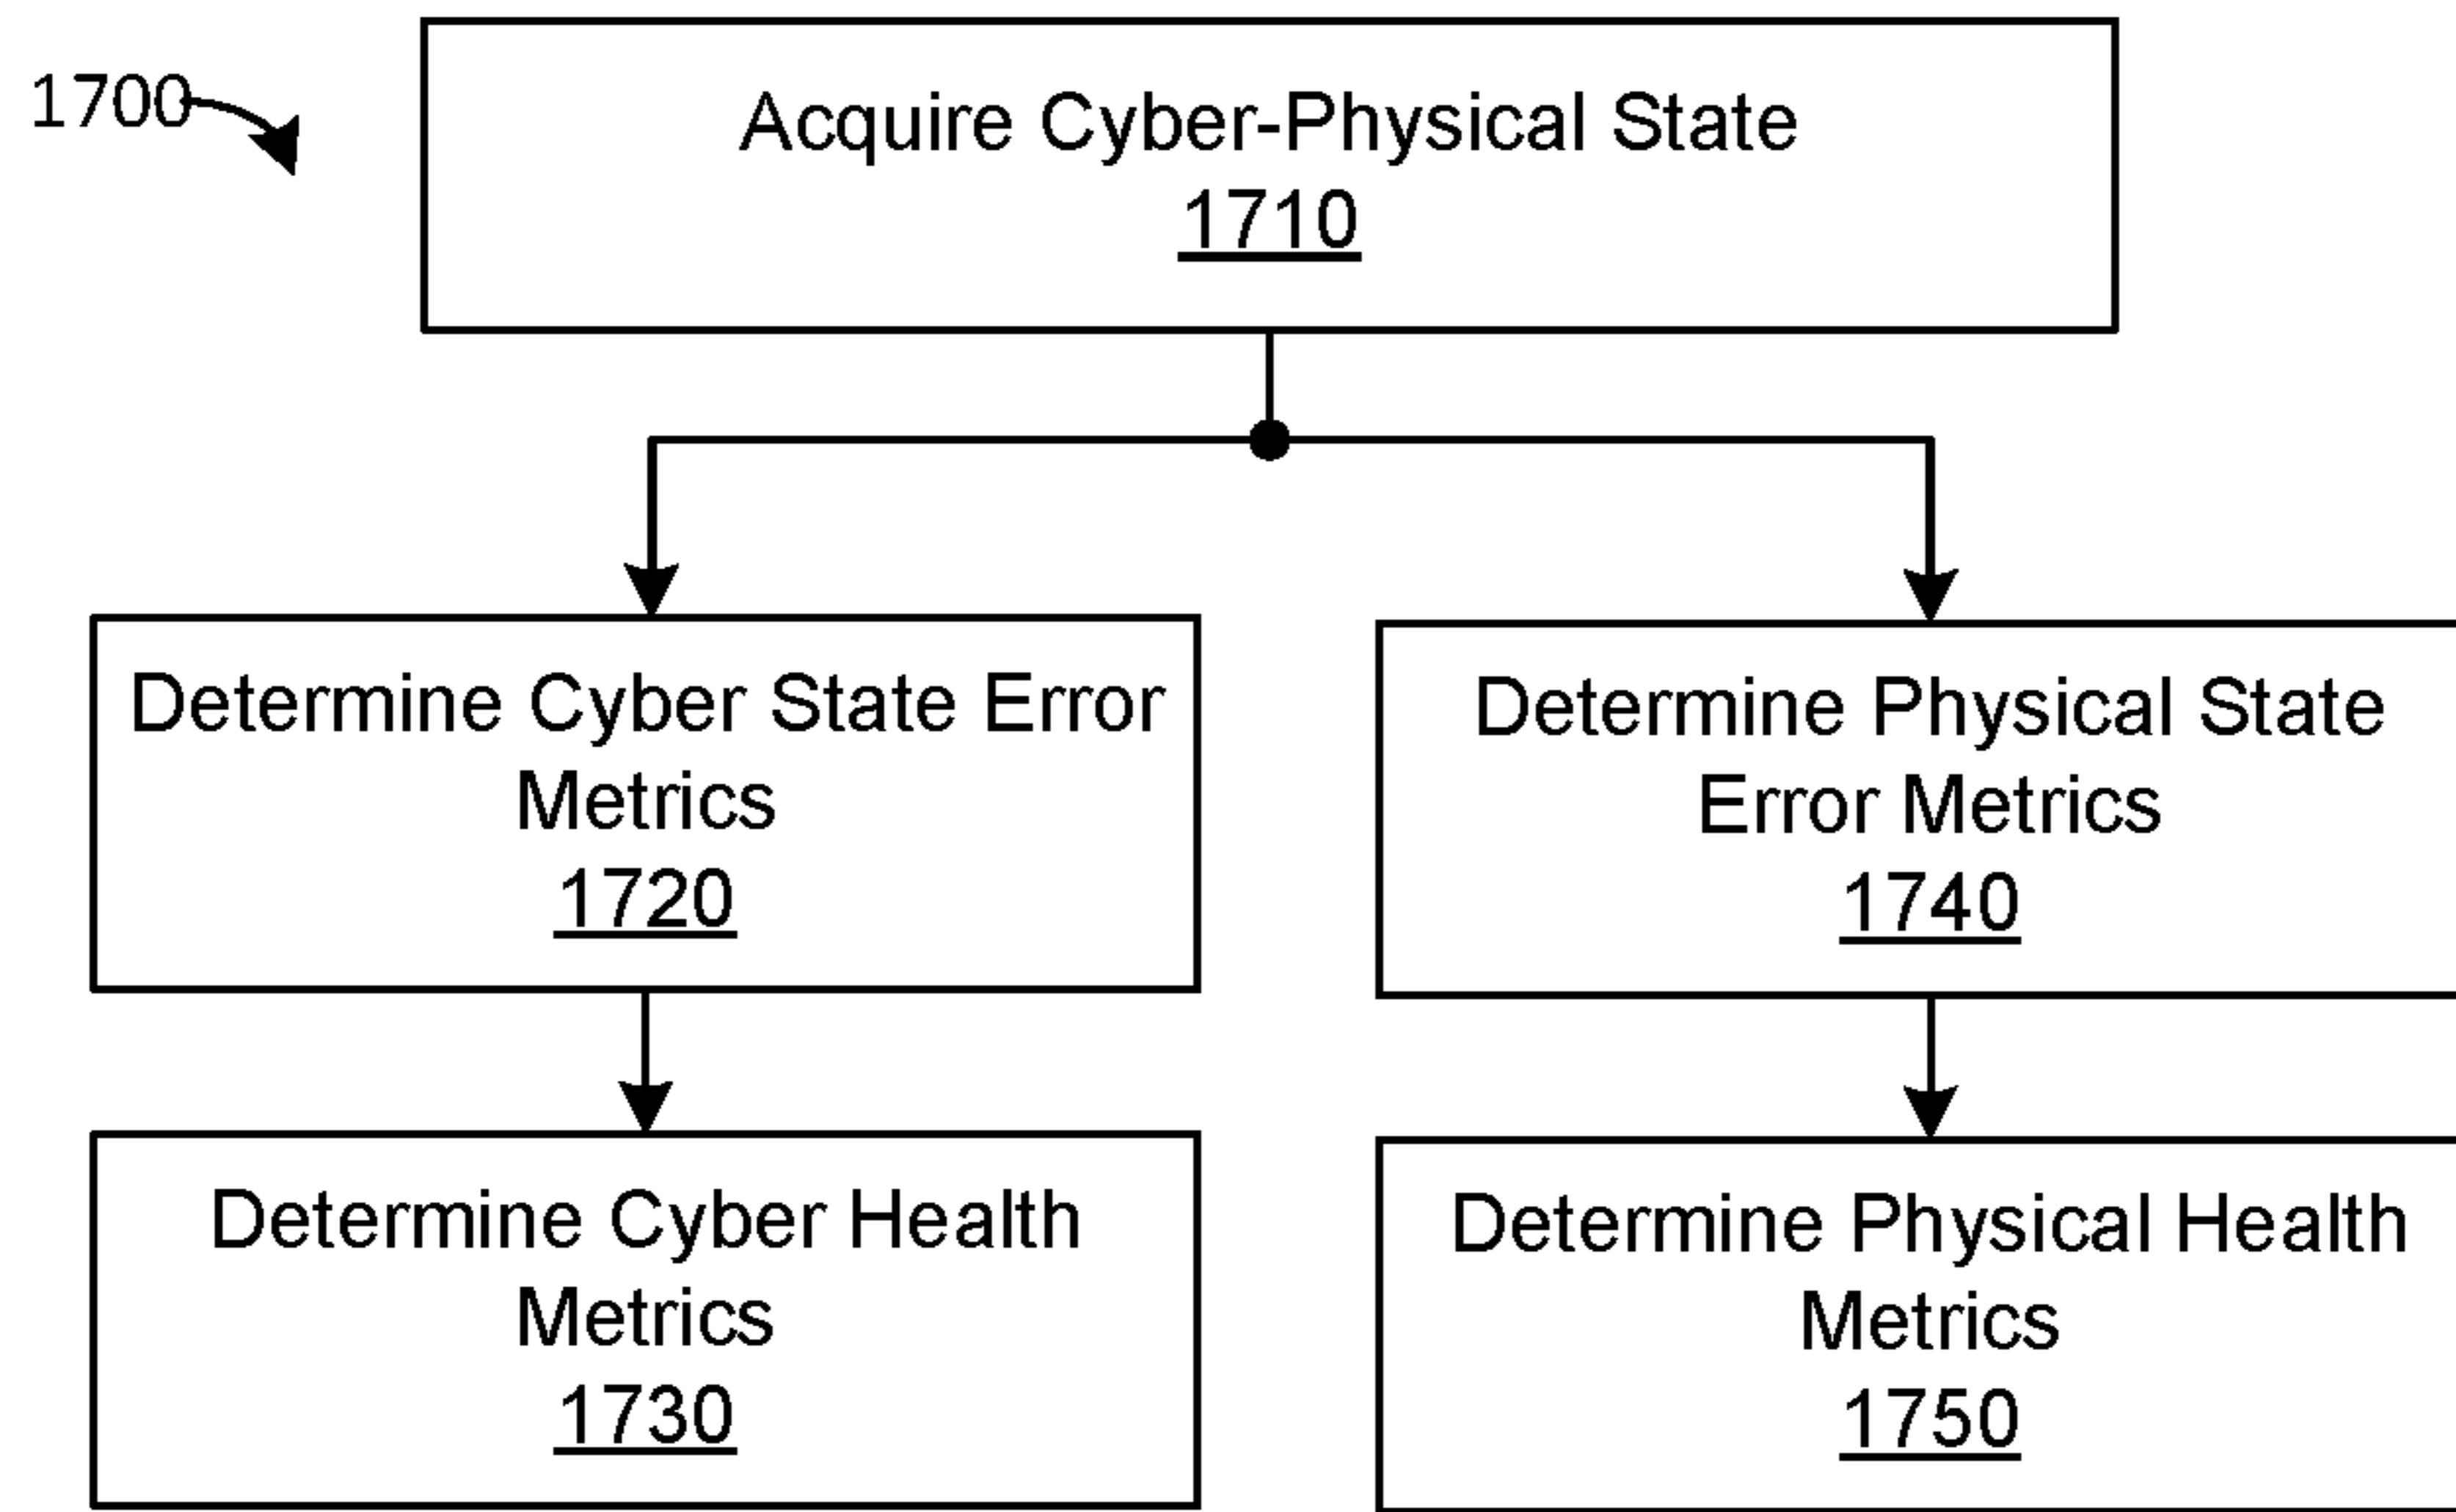 1700
Acquire Cyber-Physical State
1710
Determine Cyber State Error
Metrics
1720
Determine Physical State
Error Metrics
1740
Determine Cyber Health
Metrics
1730
Determine Physical Health
Metrics
1750